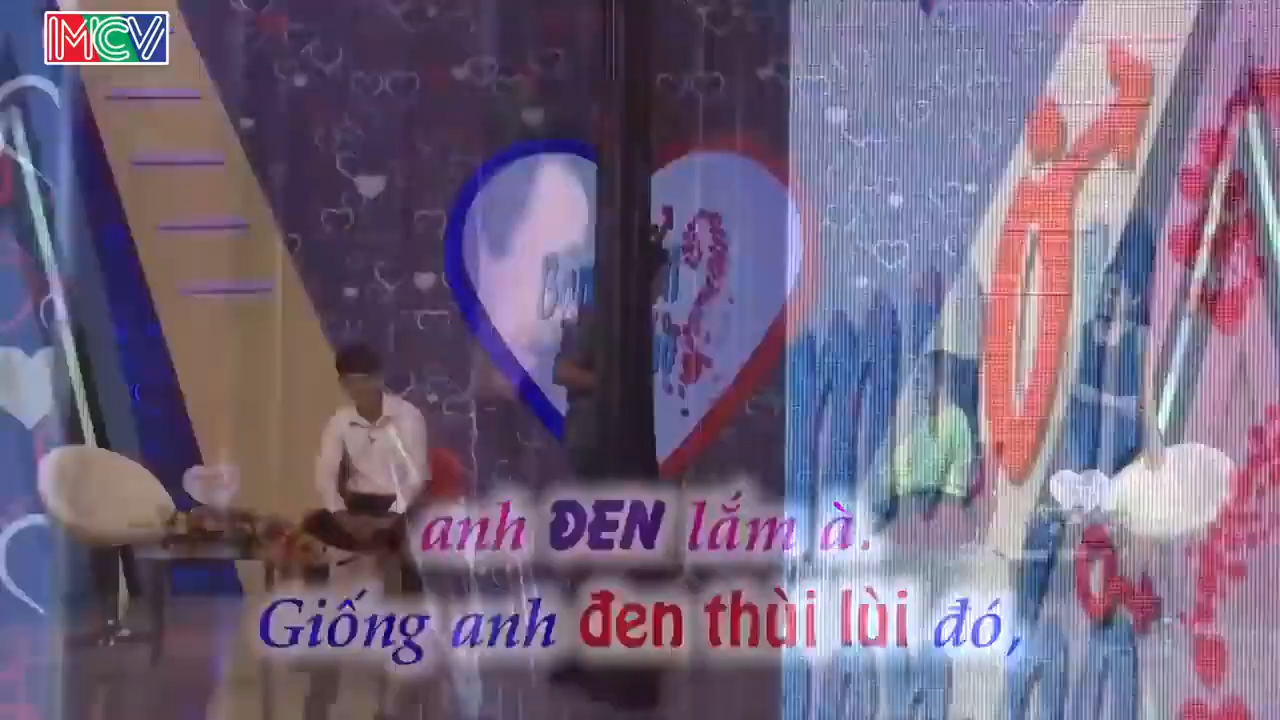 MCV
anh ĐEN lắm à.
Giống anh đen thùi lùi đó,